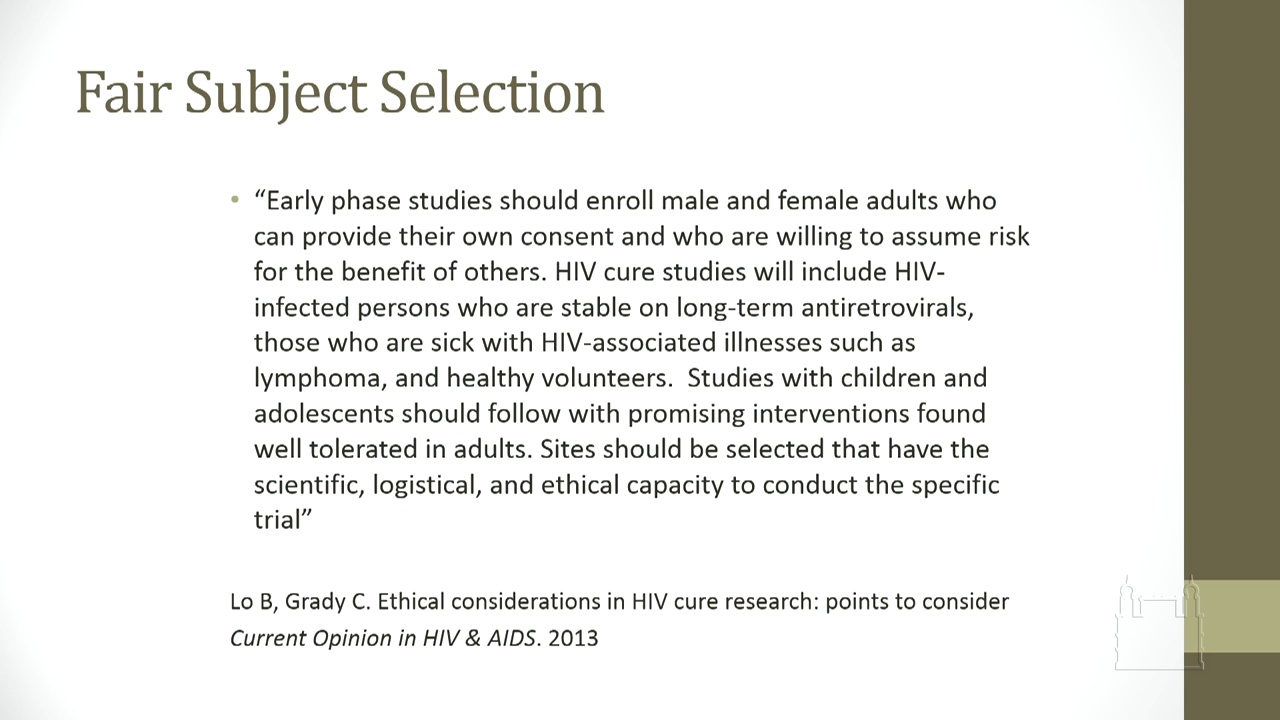 Fair Subject Selection
• “Early phase studies should enroll male and female adults who
can provide their own consent and who are willing to assume risk
for the benefit of others. HIV cure studies will include HIV-
infected persons who are stable on long-term antiretrovirals,
those who are sick with HIV-associated illnesses such as
lymphoma, and healthy volunteers.  Studies with children and
adolescents should follow with promising interventions found
well tolerated in adults. Sites should be selected that have the
scientific, logistical, and ethical capacity to conduct the specific
trial”
Lo B, Grady C. Ethical considerations in HIV cure research: points to consider
Current Opinion in HIV & AIDS. 2013